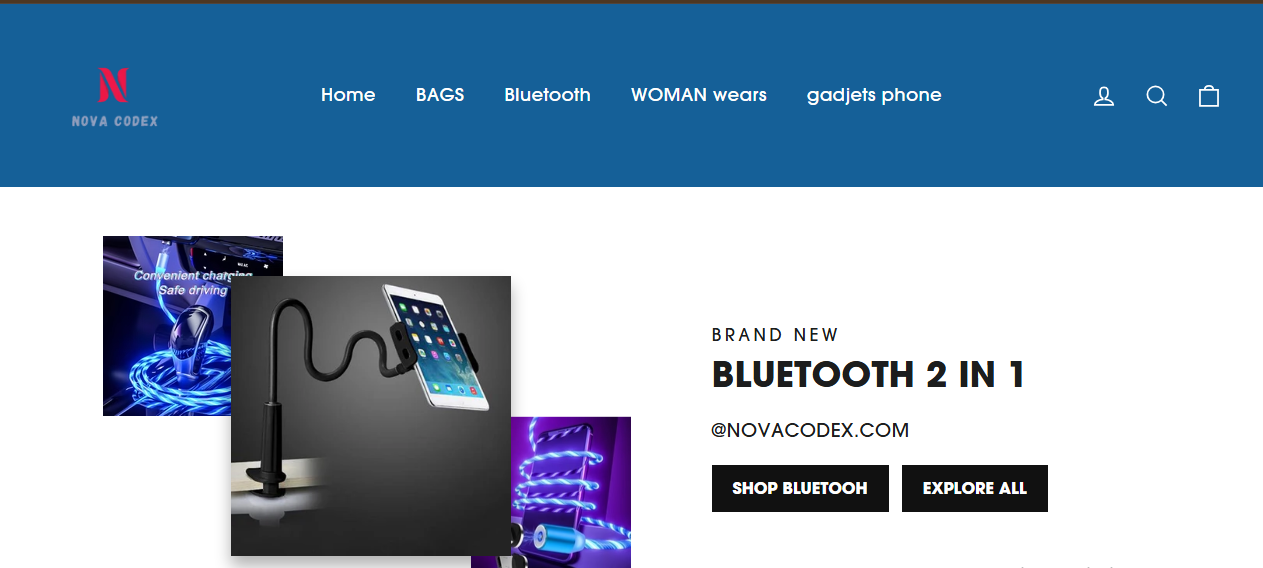 NOVA CODEX
Home BAGS Bluetooth WOMAN wears gadjets phone
Convenient charging
Safe driving
BRAND NEW
BLUETOOTH 2 IN 1
@NOVACODEX.COM
SHOP BLUETOOH EXPLORE ALL